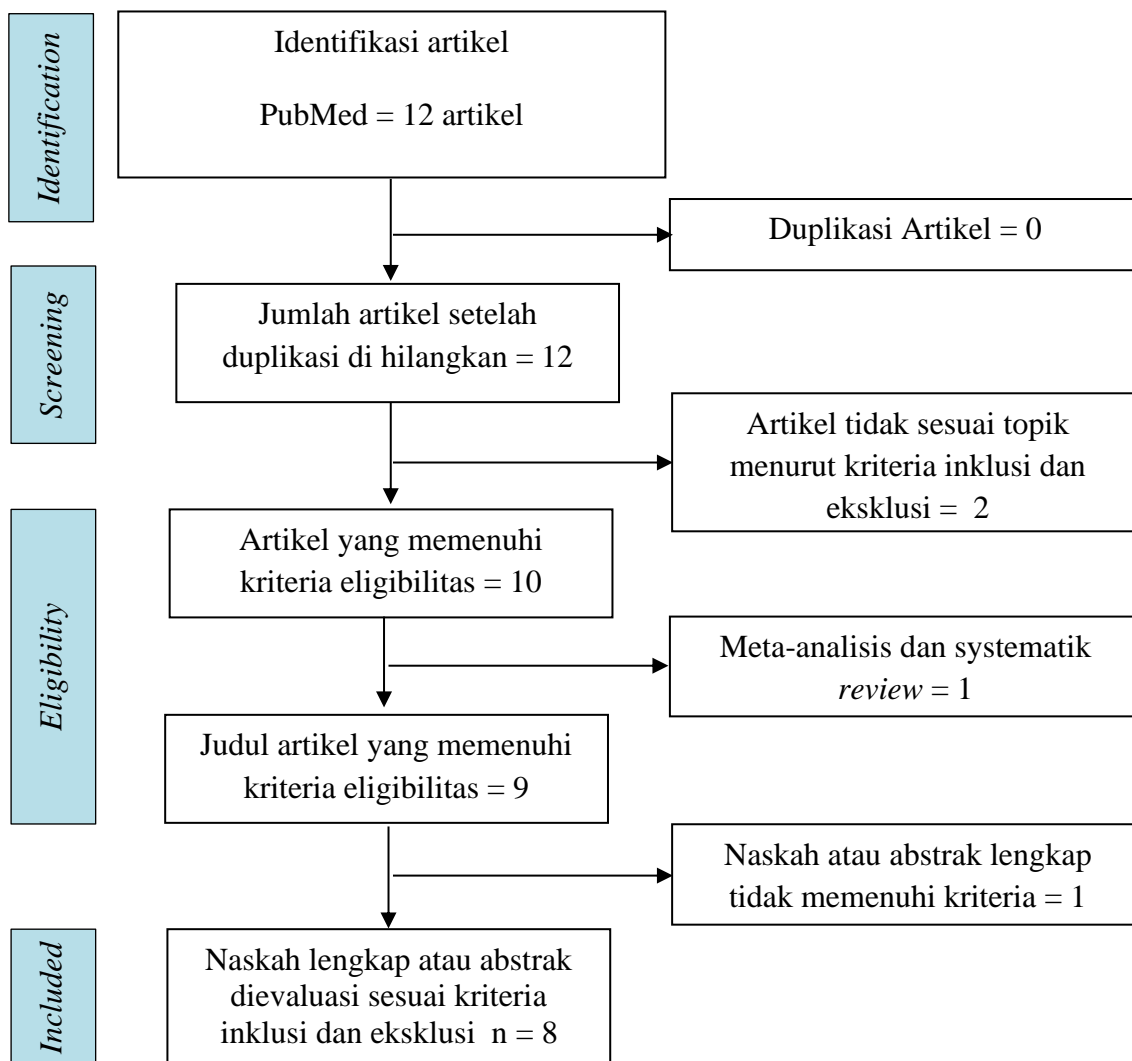 Identification
Identifikasi artikel
PubMed = 12 artikel
Duplikasi Artikel = 0
Screening
Jumlah artikel setelah
duplikasi di hilangkan = 12
Artikel tidak sesuai topik
menurut kriteria inklusi dan
eksklusi = 2
Eligibility
Artikel yang memenuhi
kriteria eligibilitas = 10
Meta-analisis dan systematik
review = 1
Judul artikel yang memenuhi
kriteria eligibilitas = 9
Naskah atau abstrak lengkap
tidak memenuhi kriteria = 1
Included
Naskah lengkap atau abstrak
dievaluasi sesuai kriteria
inklusi dan eksklusi n = 8